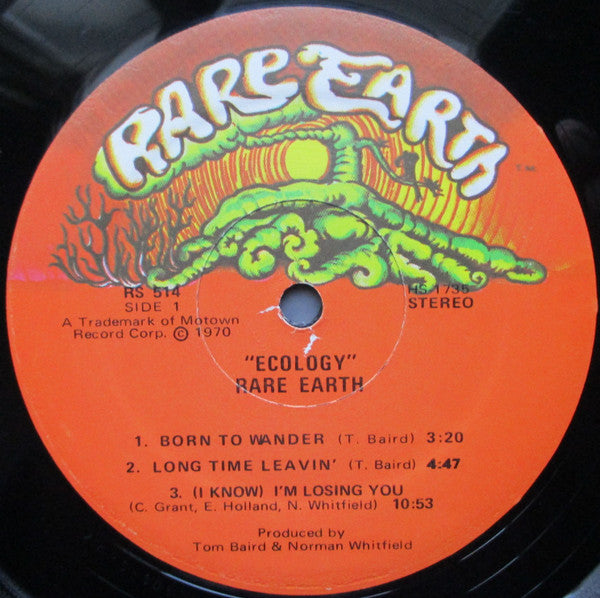 RARE EARTH
RS 514
SIDE 1
A Trademark of Motown
Record Corp. © 1970
HS 1735
STEREO
"ECOLOGY"
RARE EARTH
1. BORN TO WANDER (T. Baird) 3:20
2. LONG TIME LEAVIN' (T. Baird) 4:47
3. (I KNOW) I'M LOSING YOU
(C. Grant, E. Holland, N. Whitfield) 10:53
Produced by
Tom Baird & Norman Whitfield